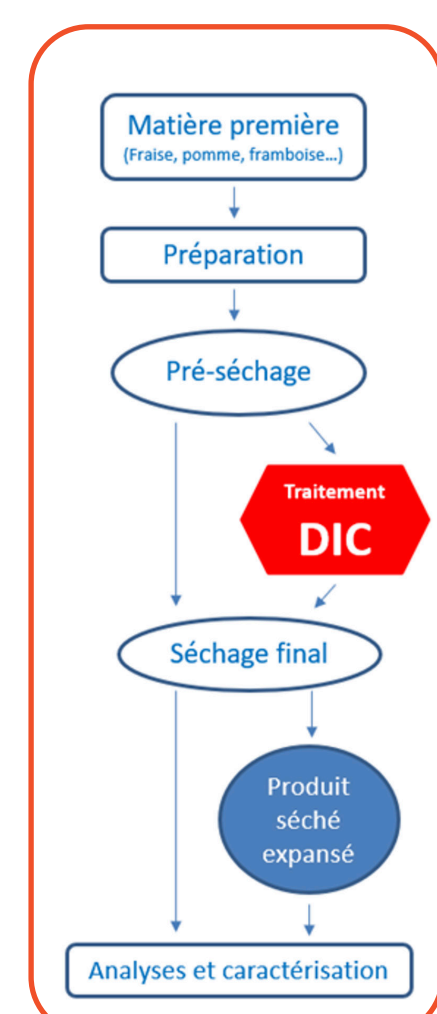 Matière première
(Fraise, pomme, framboise...)
Préparation
Pré-séchage
Traitement
DIC
Séchage final
Produit
séché
expansé
Analyses et caractérisation